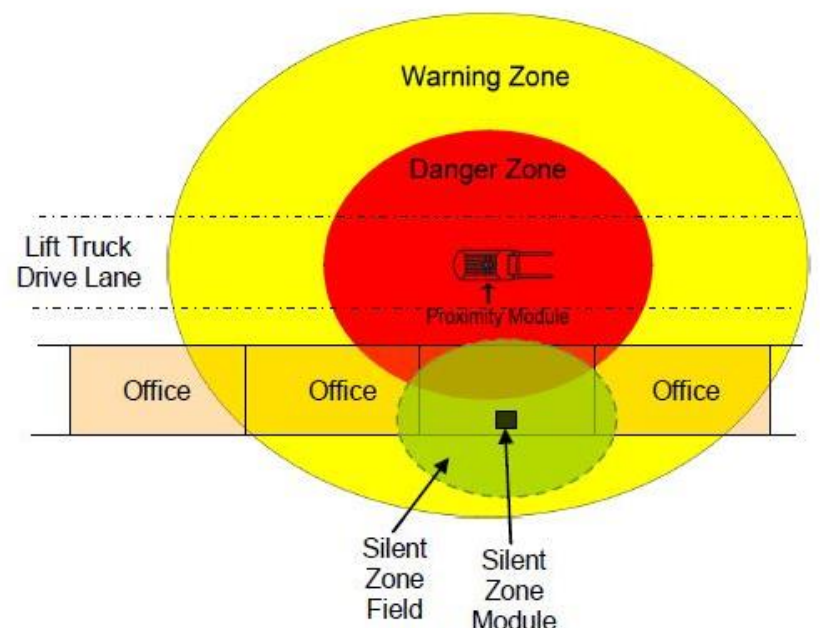 Warning Zone
Danger Zone
Lift Truck
Drive Lane
Proximity Module
Office
Office
Office
Silent
Zone
Field
Silent
Zone
Module